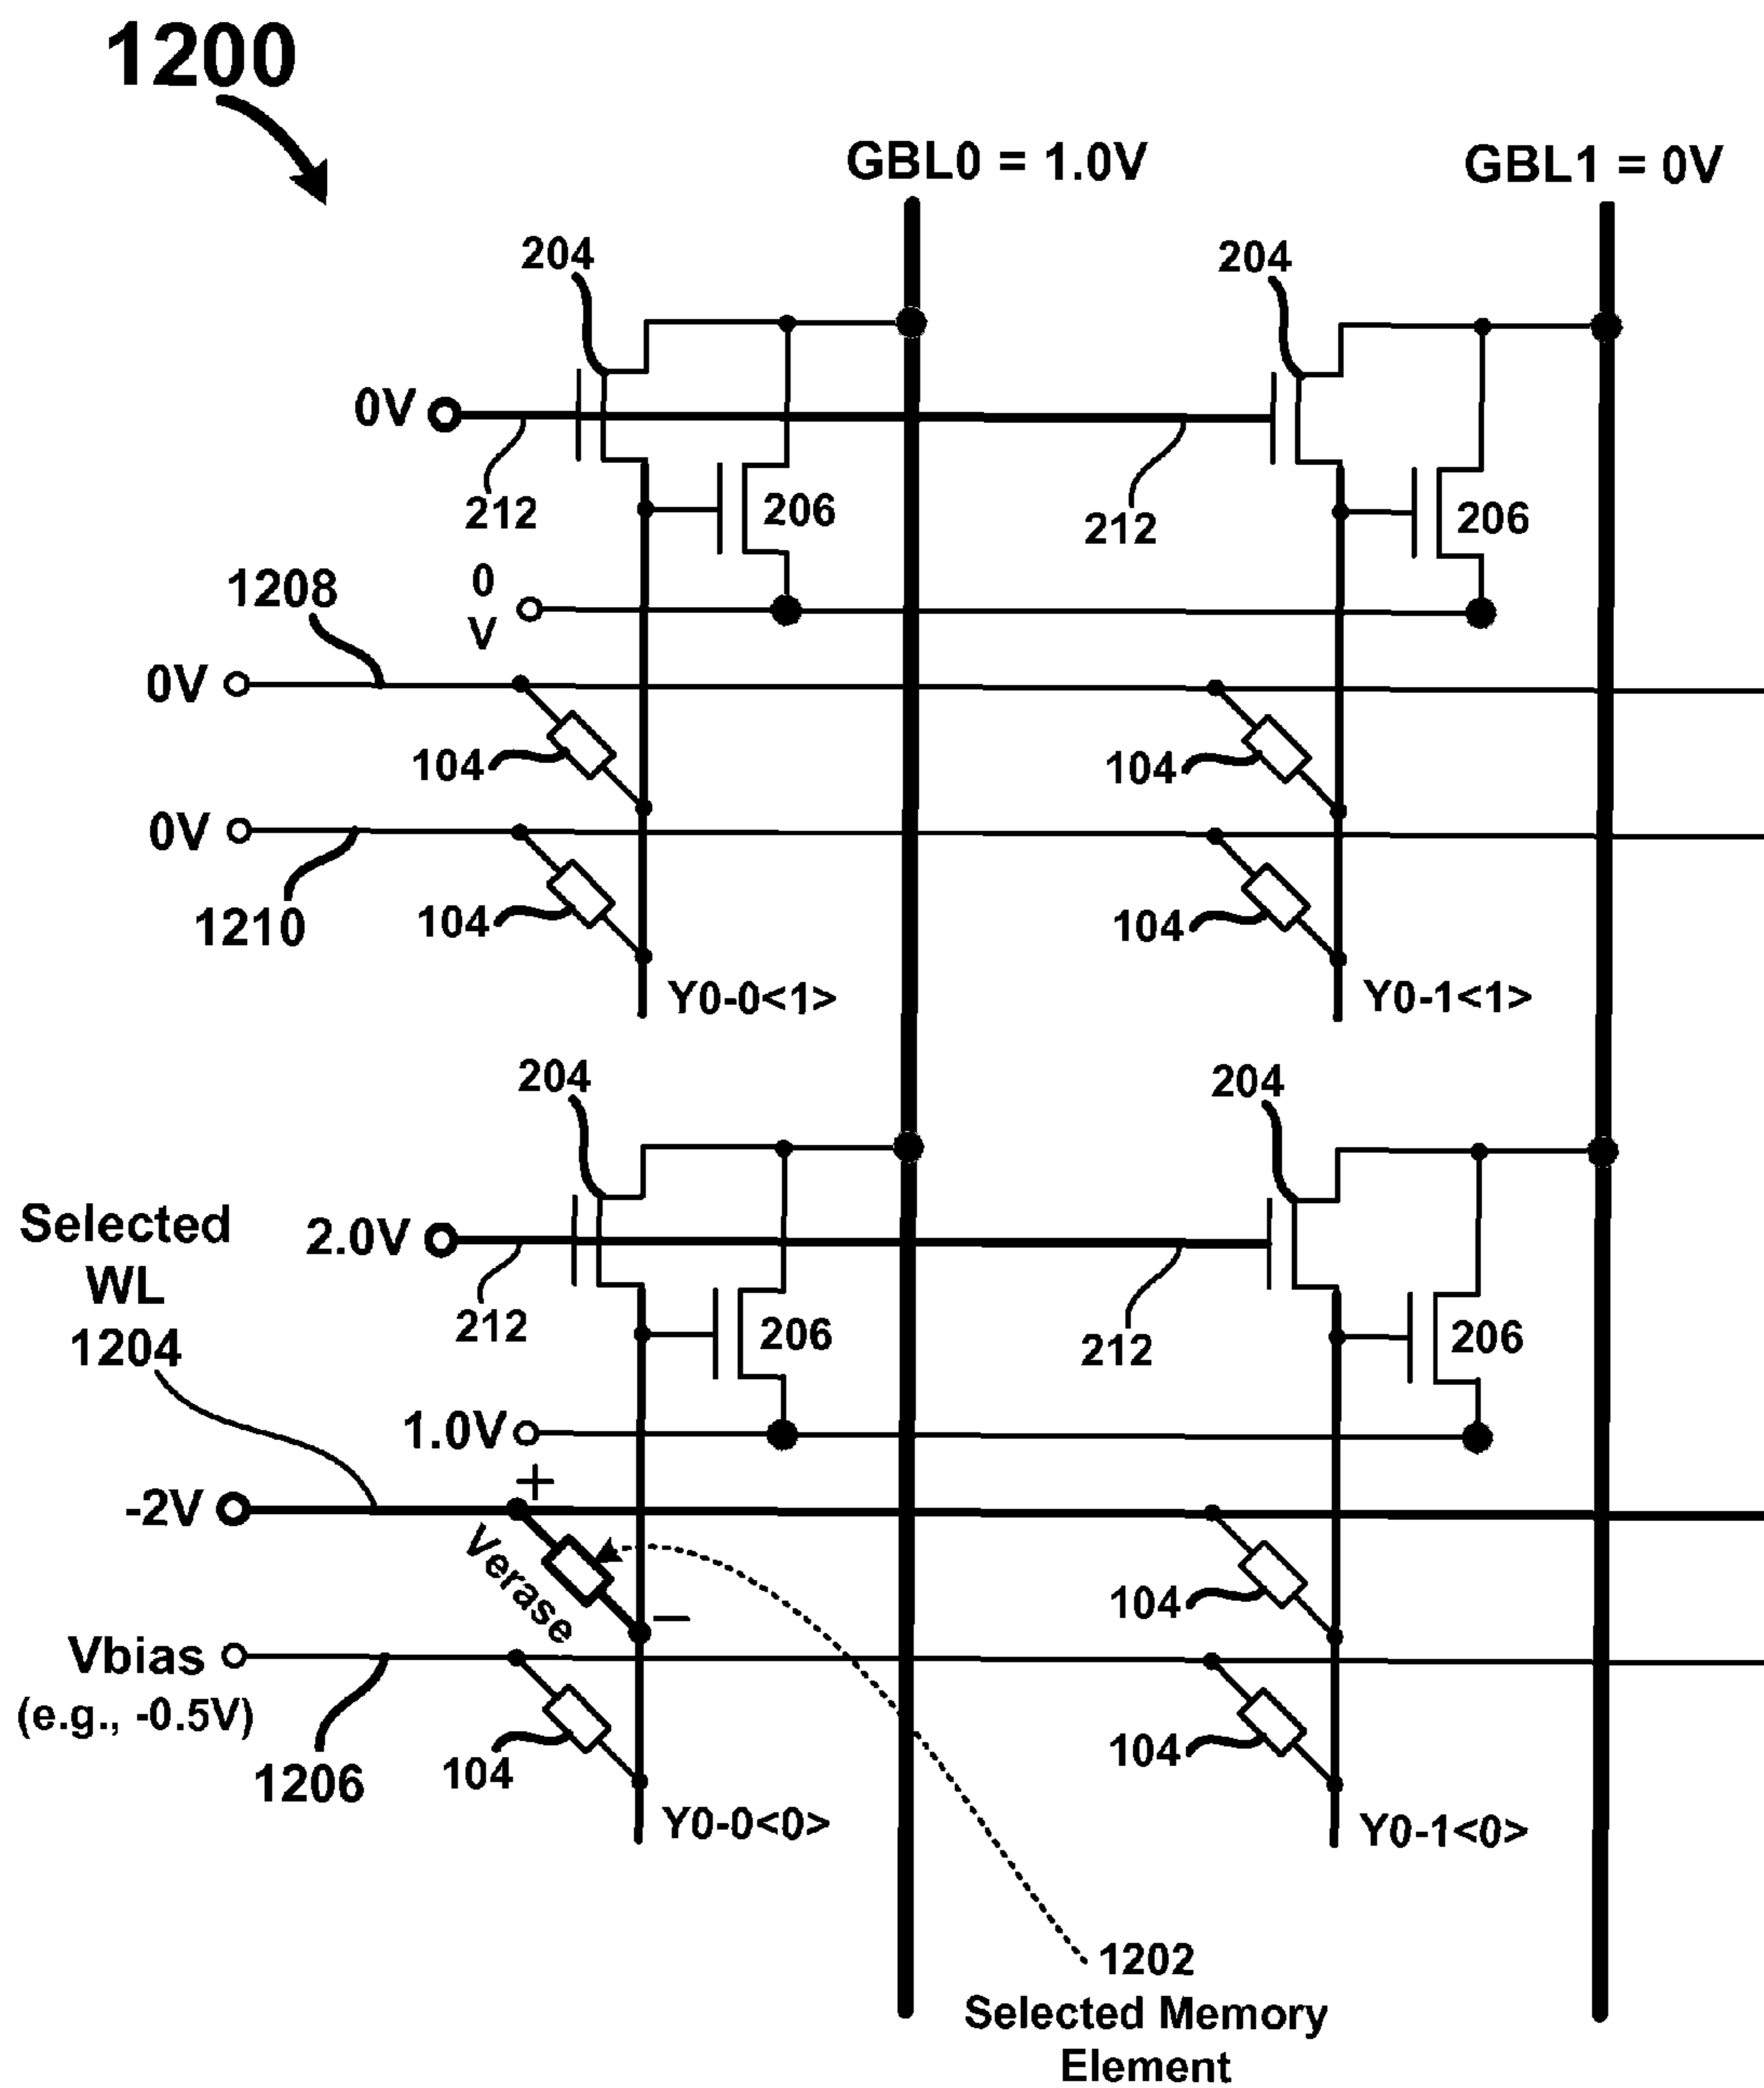 1200
GBL0 = 1.0V
GBL1 = 0V
204
204
0V
212
206
212
206
0
V
1208
0V
104
104
0V
1210
104
104
Y0-0<1>
Y0-1<1>
204
204
Selected
WL
1204
2.0V
212
206
212
206
1.0V
+
-2V
Verase
–
104
Vbias
(e.g., -0.5V)
1206
104
104
Y0-0<0>
Y0-1<0>
1202
Selected Memory
Element